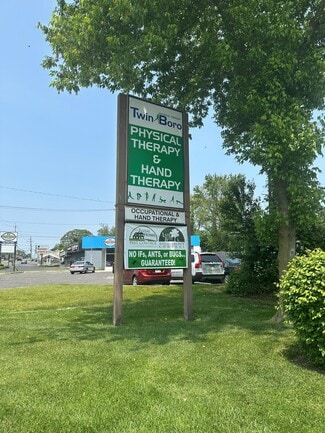 Twin Boro
PHYSICAL
THERAPY
&
HAND
THERAPY
OCCUPATIONAL &
HAND THERAPY
NO IFs, ANTS, or BUGS...
GUARANTEED!